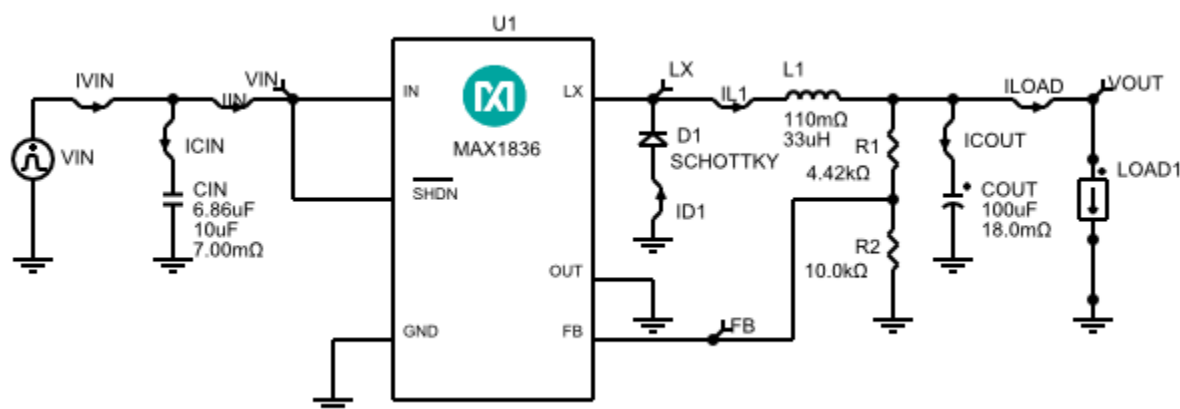 U1
IVIN
IIN
VIN
IN
LX
LX
IL1
L1
110mΩ
33uH
ILOAD
VOUT
MAX1836
VIN
ICIN
CIN
6.86uF
10uF
7.00mΩ
SHDN
D1
SCHOTTKY
ID1
R1
4.42kΩ
ICOUT
COUT
100uF
18.0mΩ
LOAD1
R2
10.0kΩ
OUT
GND
FB
FB